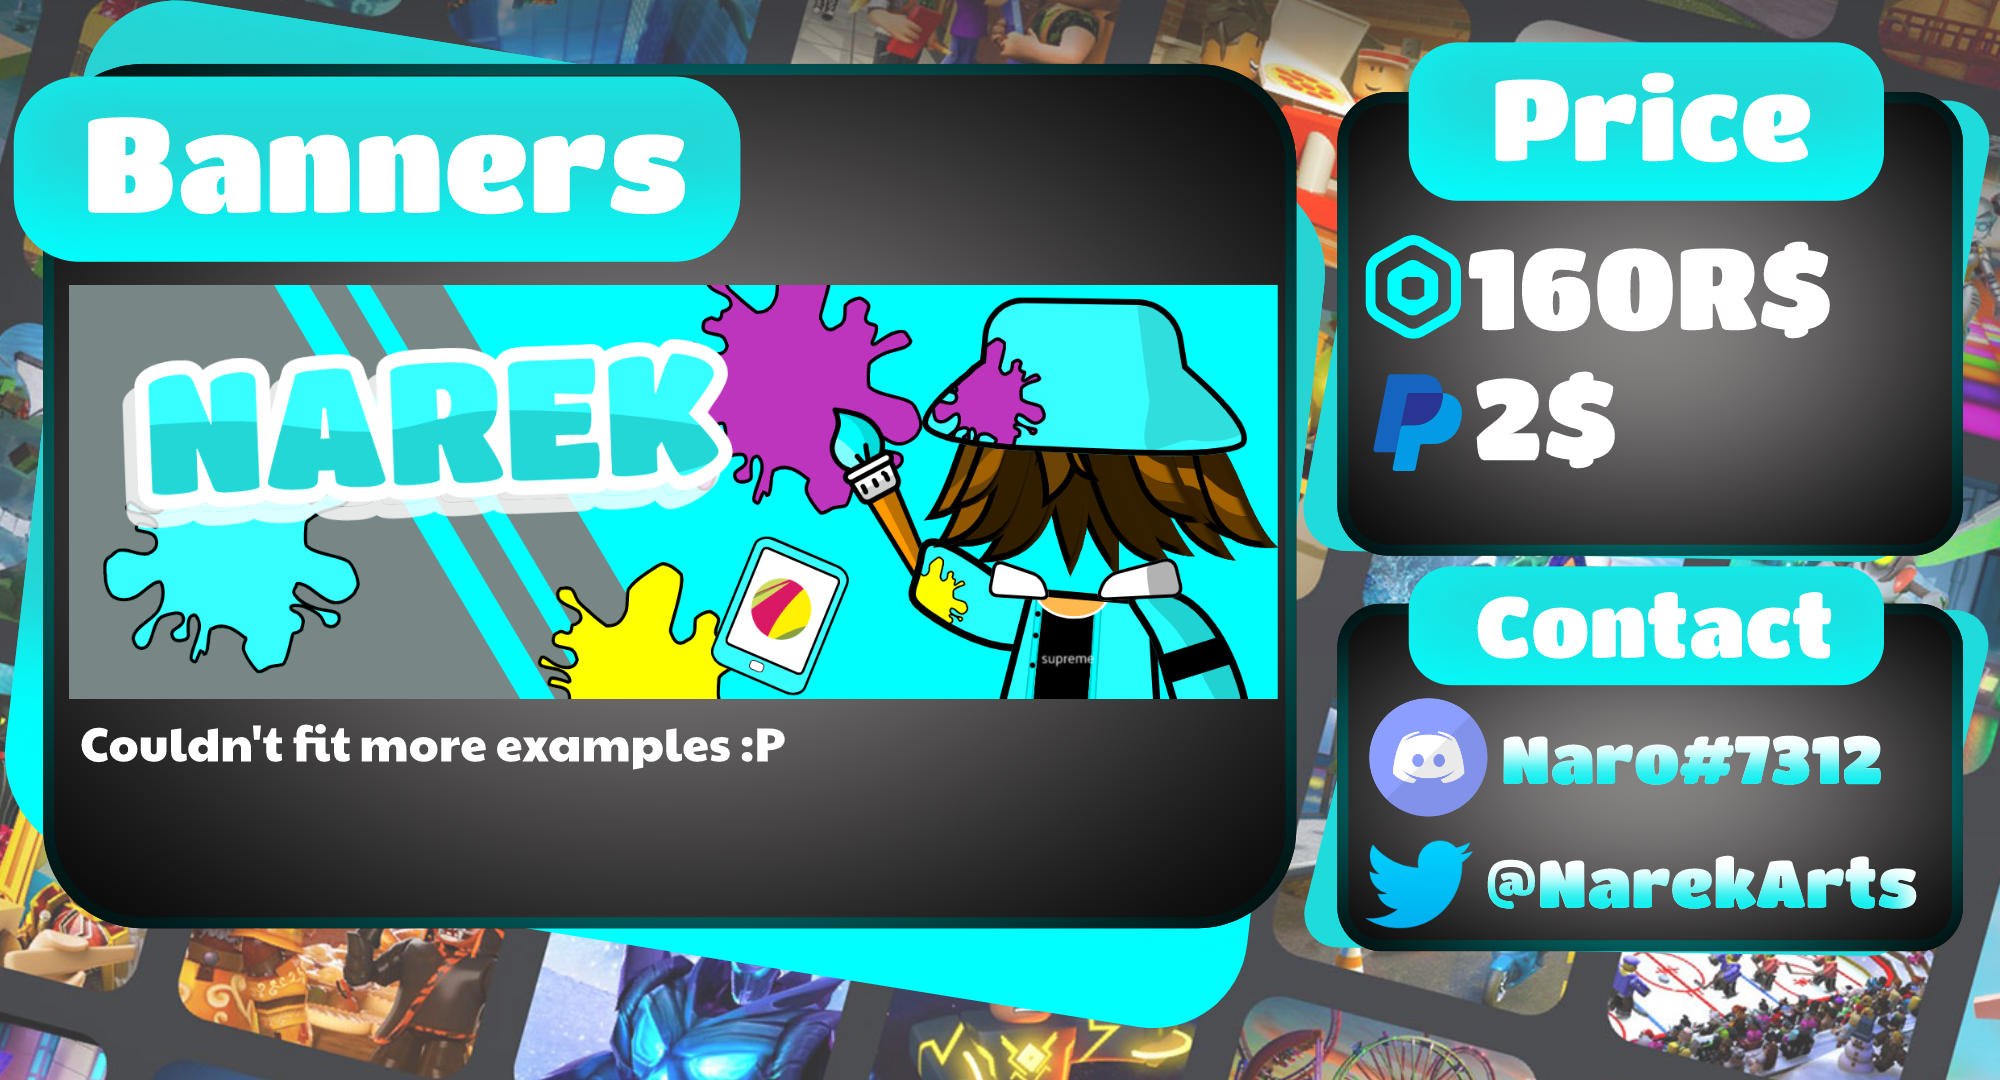 Banners
NAREK
supreme
Couldn't fit more examples :P
Price
160R$
2$
Contact
Naro#7312
@NarekArts